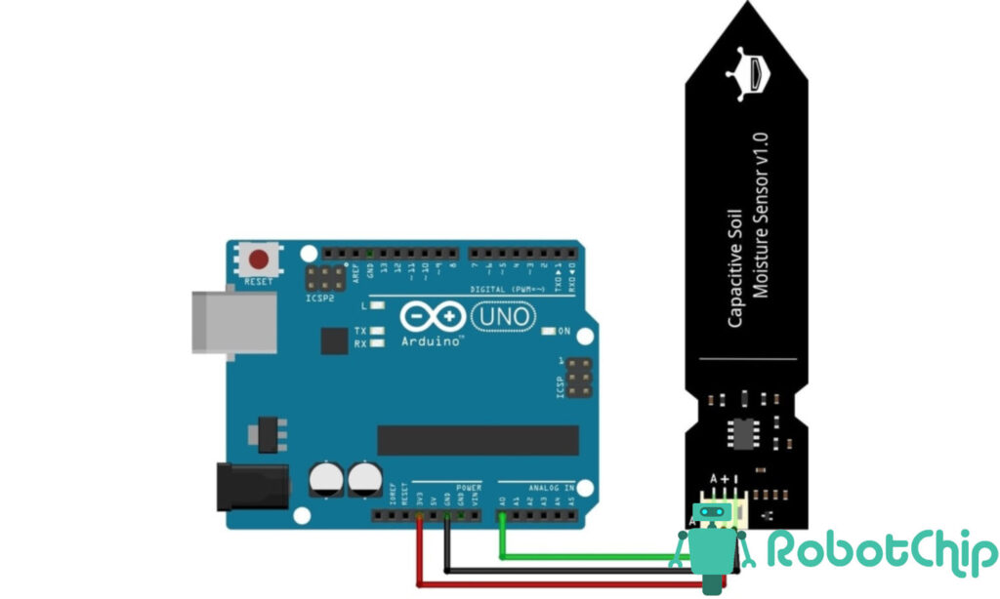 Capacitive Soil
Moisture Sensor v1.0
RESET
ICSP2
AREF
GND
13
12
~11
~10
~9
8
7
~6
~5
4
~3
2
TX0▶1
RX0◀0
DIGITAL (PWM=~)
L
TX
RX
UNO
ON
Arduino™
1
ICSP
POWER
ANALOG IN
IOREF
RESET
3V3
5V
GND
GND
VIN
A0
A1
A2
A3
A4
A5
A + -
A
RobotChip